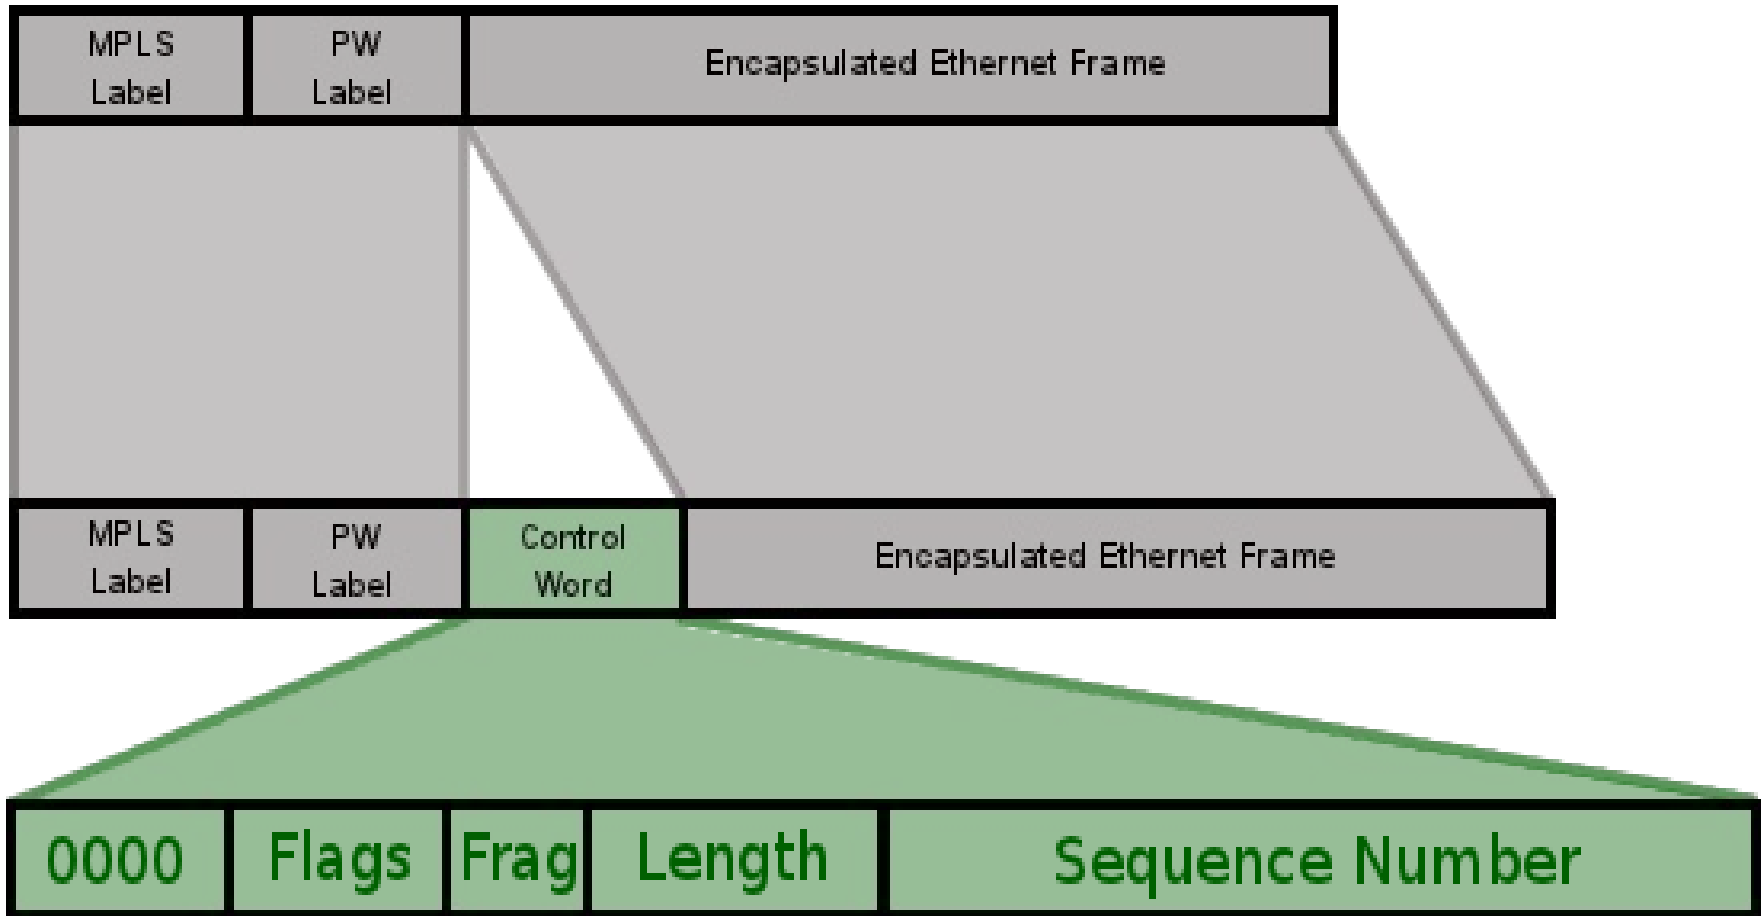 MPLS
Label
PW
Label
Encapsulated Ethernet Frame
MPLS
Label
PW
Label
Control
Word
Encapsulated Ethernet Frame
0000
Flags
Frag
Length
Sequence Number